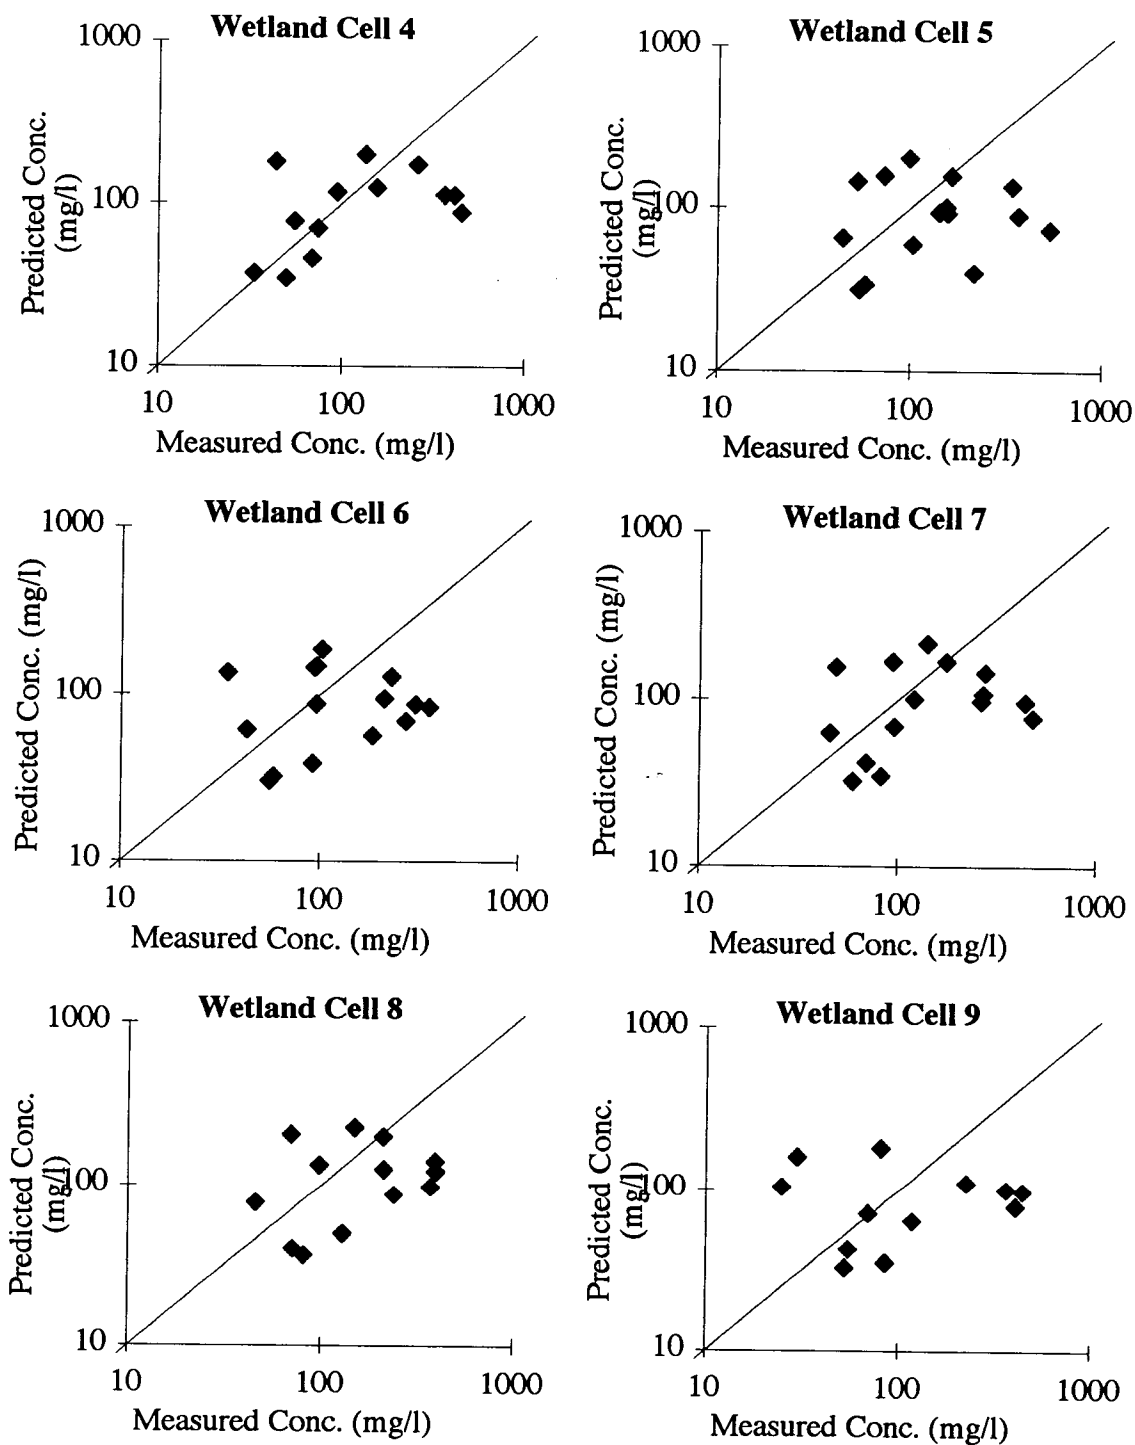 Wetland Cell 4
1000
100
10
Predicted Conc.
(mg/l)
10 100 1000
Measured Conc. (mg/l)
Wetland Cell 5
1000
100
10
Predicted Conc.
(mg/l)
10 100 1000
Measured Conc. (mg/l)
Wetland Cell 6
1000
100
10
Predicted Conc. (mg/l)
10 100 1000
Measured Conc. (mg/l)
Wetland Cell 7
1000
100
10
Predicted Conc. (mg/l)
10 100 1000
Measured Conc. (mg/l)
Wetland Cell 8
1000
100
10
Predicted Conc.
(mg/l)
10 100 1000
Measured Conc. (mg/l)
Wetland Cell 9
1000
100
10
Predicted Conc.
(mg/l)
10 100 1000
Measured Conc. (mg/l)